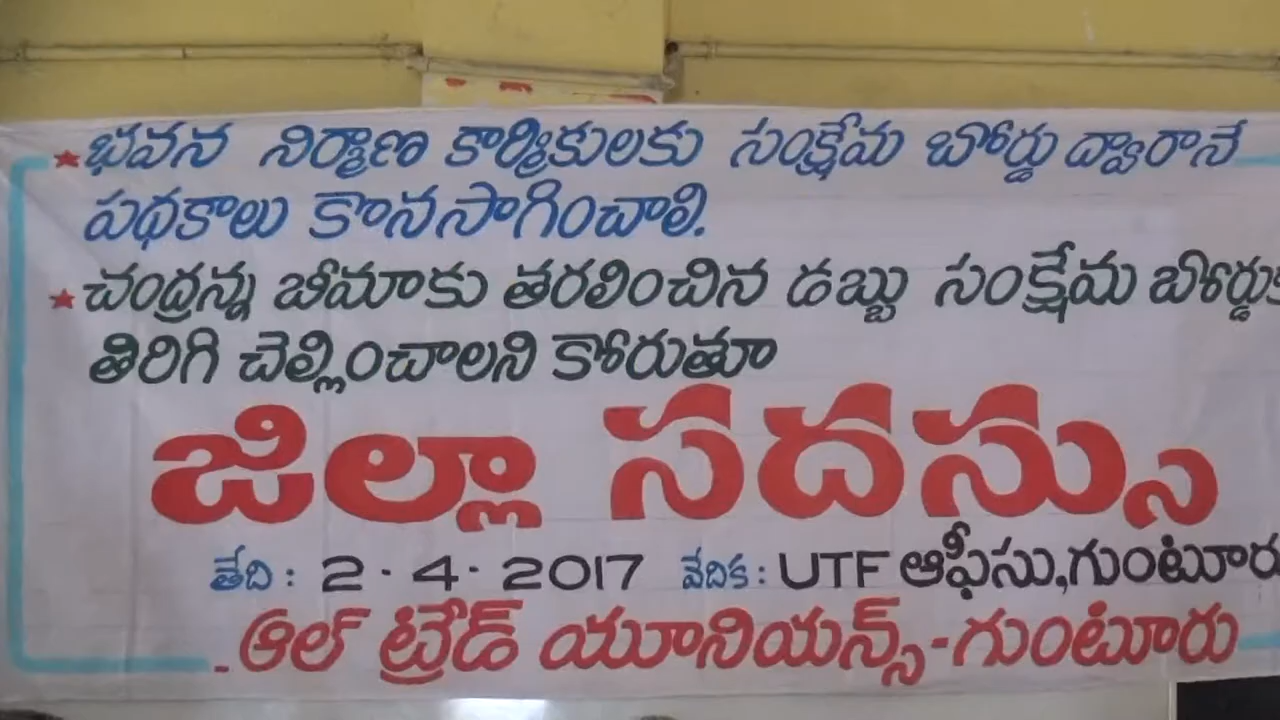 ★ భవన నిర్మాణ కార్మికులకు సంక్షేమ బోర్డు ద్వారానే
పథకాలు కొనసాగించాలి.
★ చంద్రన్న బీమాకు తరలించిన డబ్బు సంక్షేమ
తిరిగి చెల్లించాలని కోరుతూ
జిల్లా సదస్సు
తేది : 2 - 4 - 2017 వేదిక : UTF ఆఫీసు, గుంటూరు
- ఆల్ ట్రేడ్ యూనియన్స్ - గుంటూరు